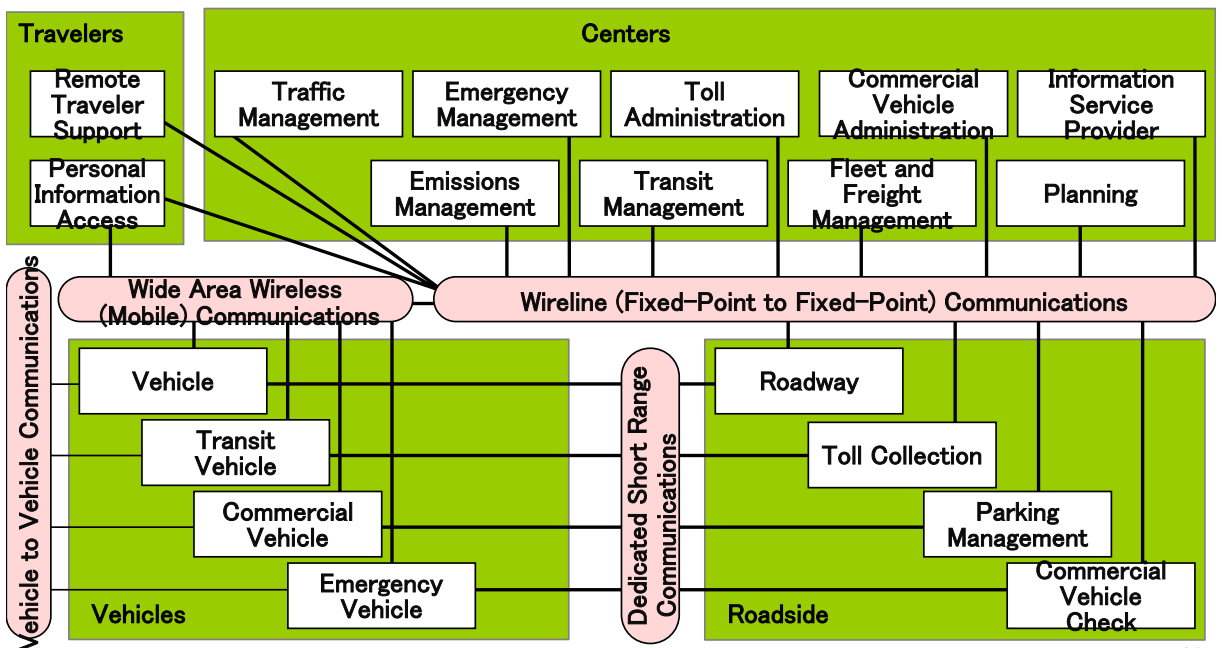 Travelers
Remote
Traveler
Support
Personal
Information
Access
Centers
Traffic
Management
Emergency
Management
Toll
Administration
Commercial
Vehicle
Administration
Information
Service
Provider
Emissions
Management
Transit
Management
Fleet and
Freight
Management
Planning
Wide Area Wireless
(Mobile) Communications
Wireline (Fixed-Point to Fixed-Point) Communications
Vehicle to Vehicle Communications
Vehicle
Transit
Vehicle
Commercial
Vehicle
Emergency
Vehicle
Vehicles
Dedicated Short Range
Communications
Roadway
Toll Collection
Parking
Management
Commercial
Vehicle
Check
Roadside